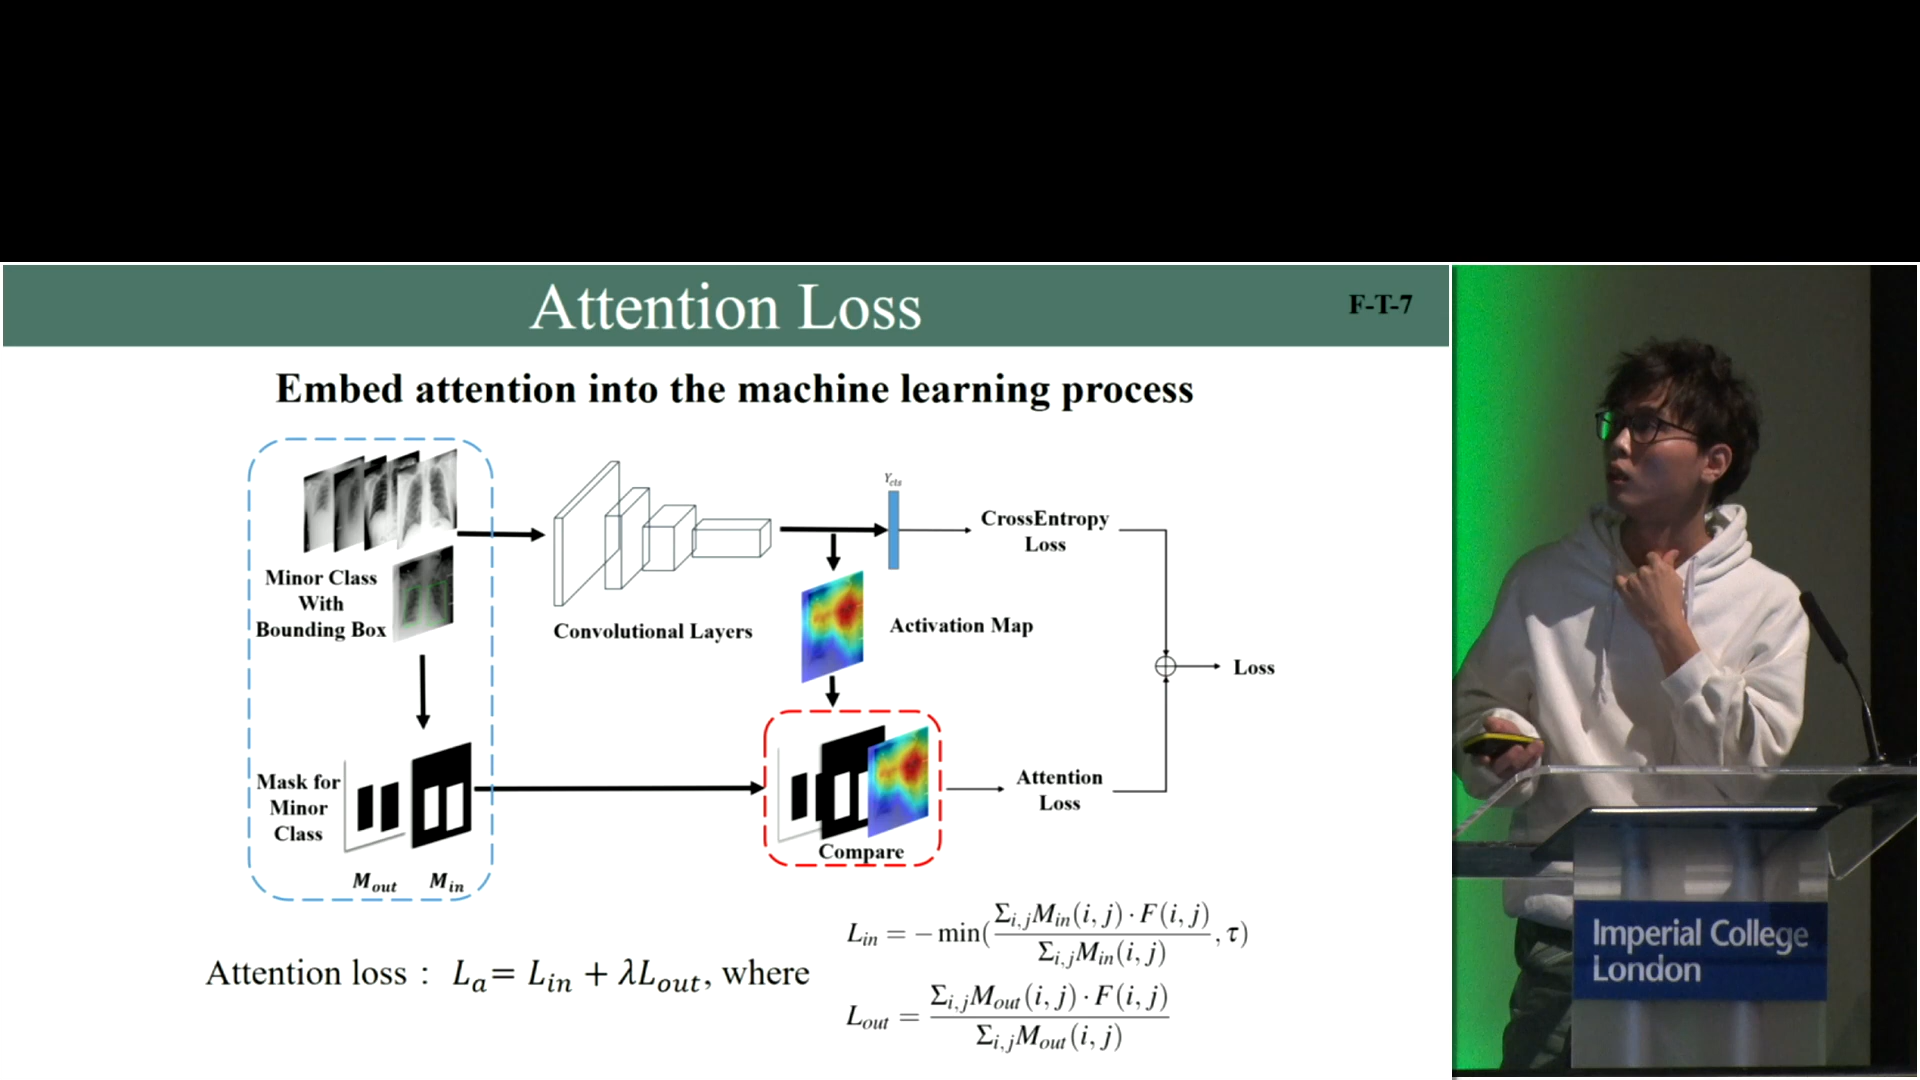 Attention Loss
F-T-7
Embed attention into the machine learning process
Minor Class
With
Bounding Box
Convolutional Layers
Y_cls
CrossEntropy
Loss
Activation Map
Loss
Mask for
Minor
Class
M_out M_in
Compare
Attention
Loss
Attention loss : L_a= L_in + λL_out, where
L_in = − min(Σ_i,j M_in(i, j) · F(i, j) / Σ_i,j M_in(i, j), τ)
L_out = Σ_i,j M_out(i, j) · F(i, j) / Σ_i,j M_out(i, j)
Imperial College
London